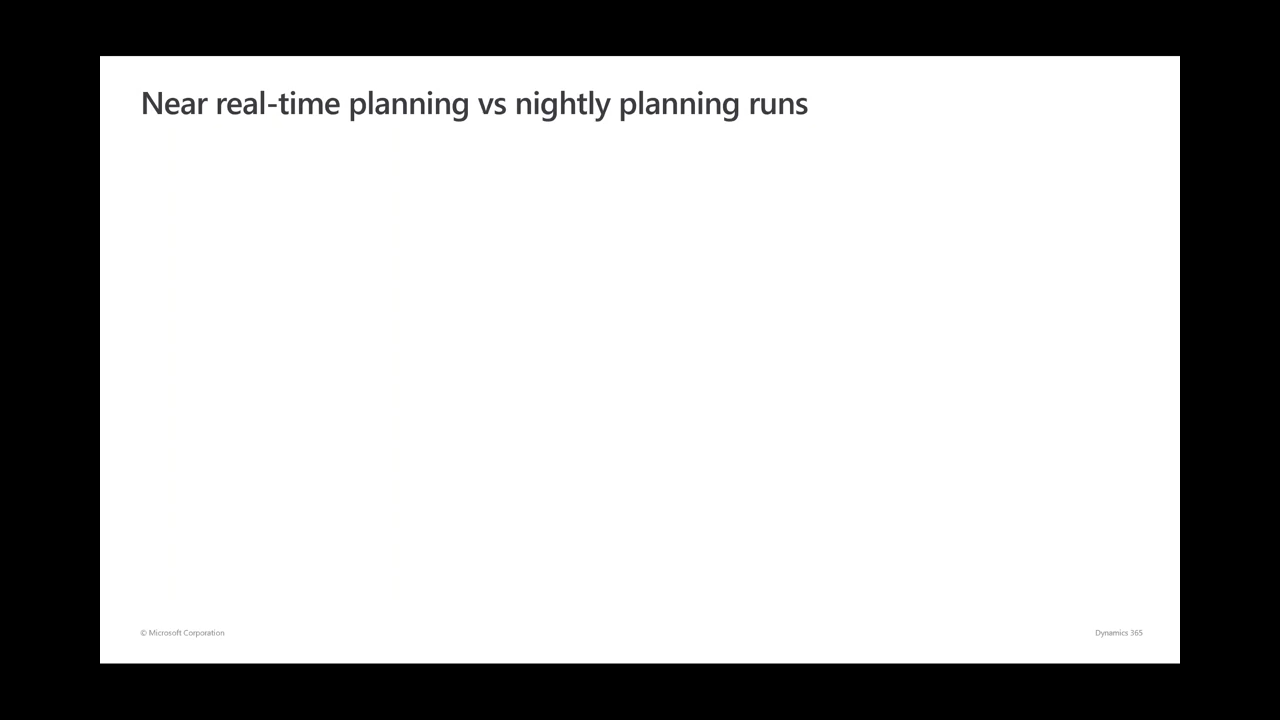 Near real-time planning vs nightly planning runs
© Microsoft Corporation
Dynamics 365